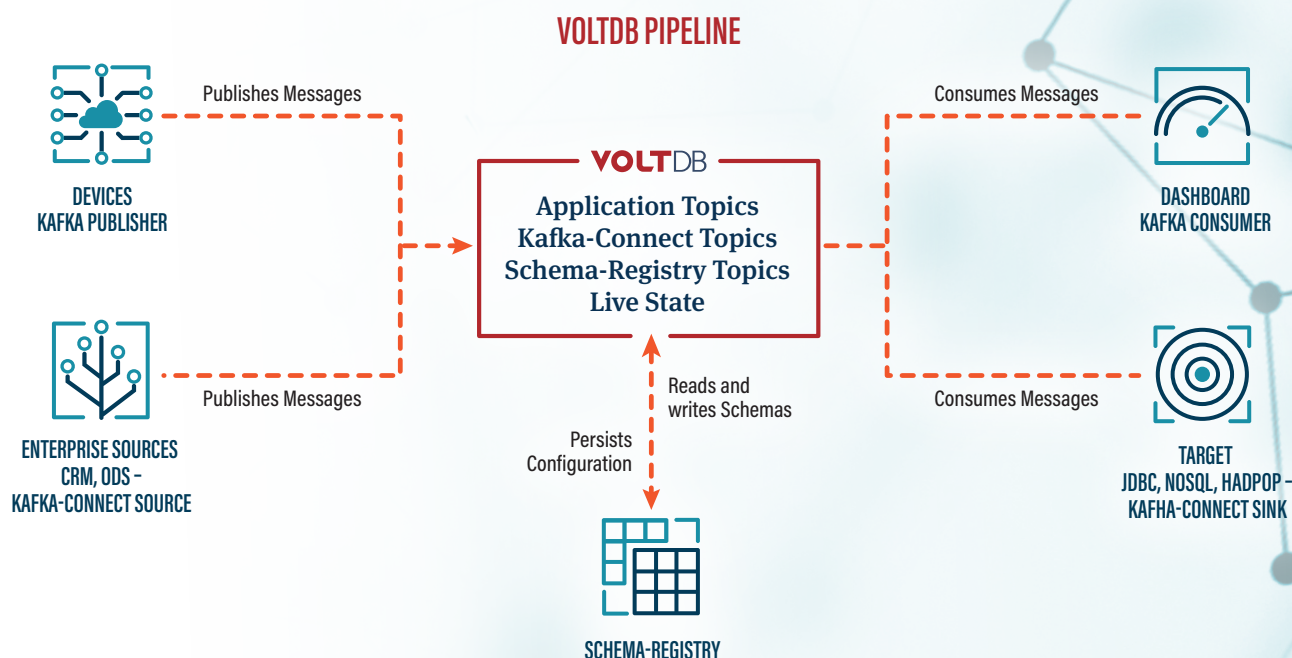 VOLTDB PIPELINE
Publishes Messages
DEVICES
KAFKA PUBLISHER
Publishes Messages
ENTERPRISE SOURCES
CRM, ODS –
KAFKA-CONNECT SOURCE
VOLTDB
Application Topics
Kafka-Connect Topics
Schema-Registry Topics
Live State
Reads and
writes Schemas
Persists
Configuration
SCHEMA-REGISTRY
Consumes Messages
DASHBOARD
KAFKA CONSUMER
Consumes Messages
TARGET
JDBC, NOSQL, HADPOP –
KAFHA-CONNECT SINK